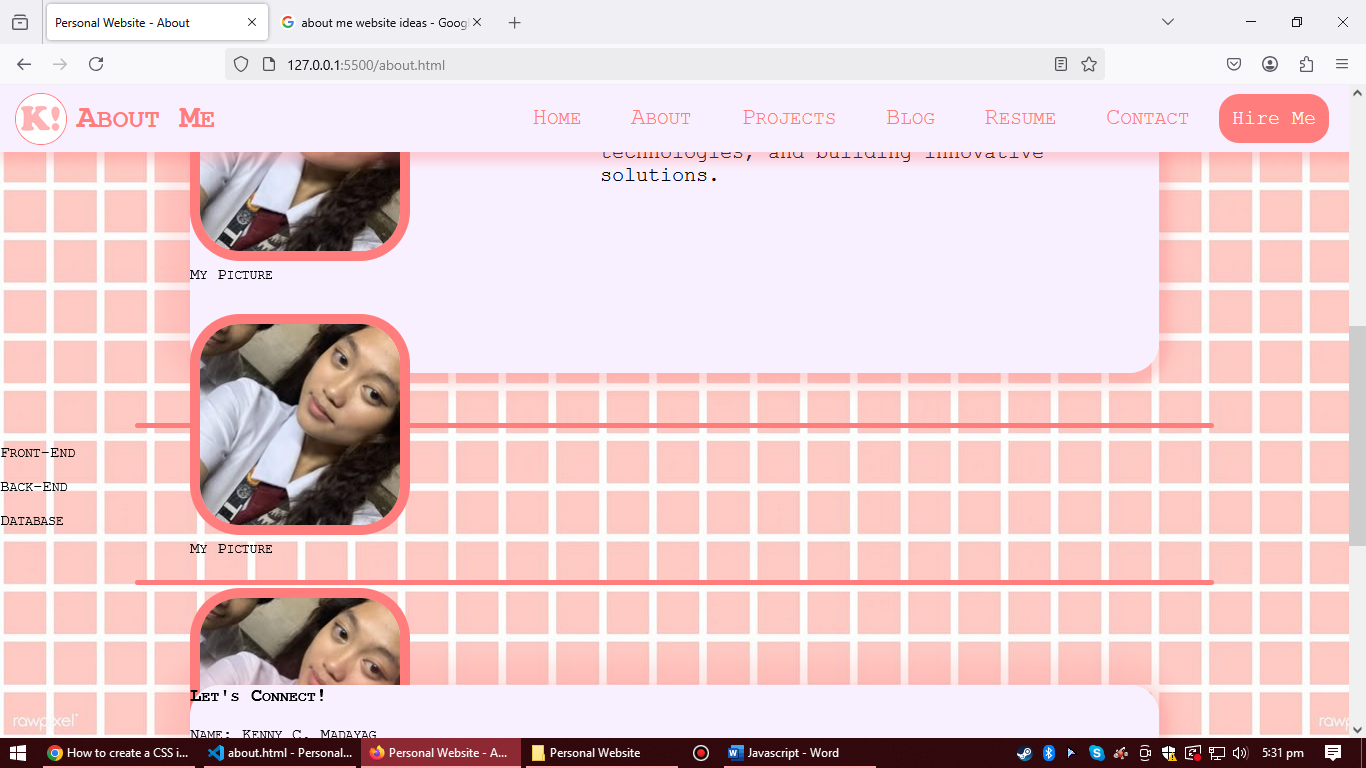 Personal Website - About
about me website ideas - Goog
127.0.0.1:5500/about.html
K! About Me
Home
About
Projects
Blog
Resume
Contact
Hire Me
technologies, and building innovative
solutions.
My Picture
Front-End
Back-End
Database
My Picture
Let's Connect!
Name: Kenny C. Madayag
rawpixel
rawp
How to create a CSS i...
about.html - Personal...
Personal Website - A...
Personal Website
Javascript - Word
5:31 pm